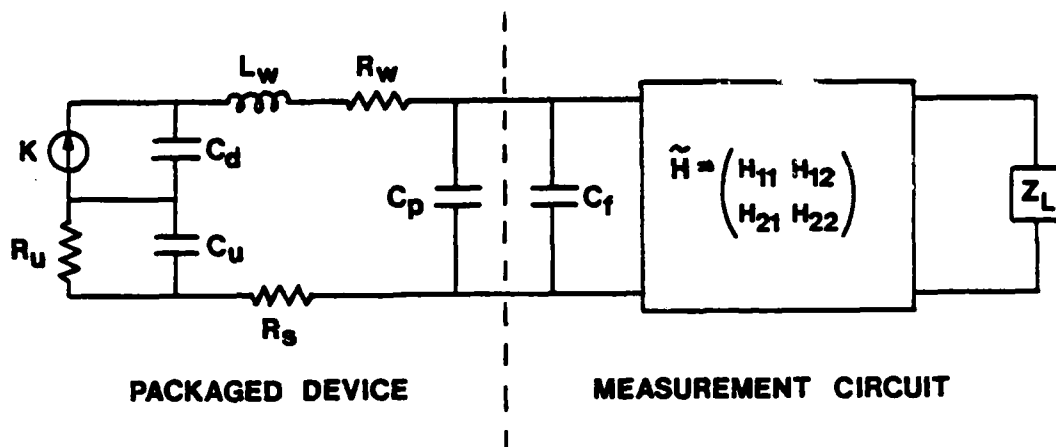 L_w R_w
K C_d
C_p C_f
H̃ = (H_11 H_12
H_21 H_22)
Z_L
R_u C_u
R_s
PACKAGED DEVICE
MEASUREMENT CIRCUIT